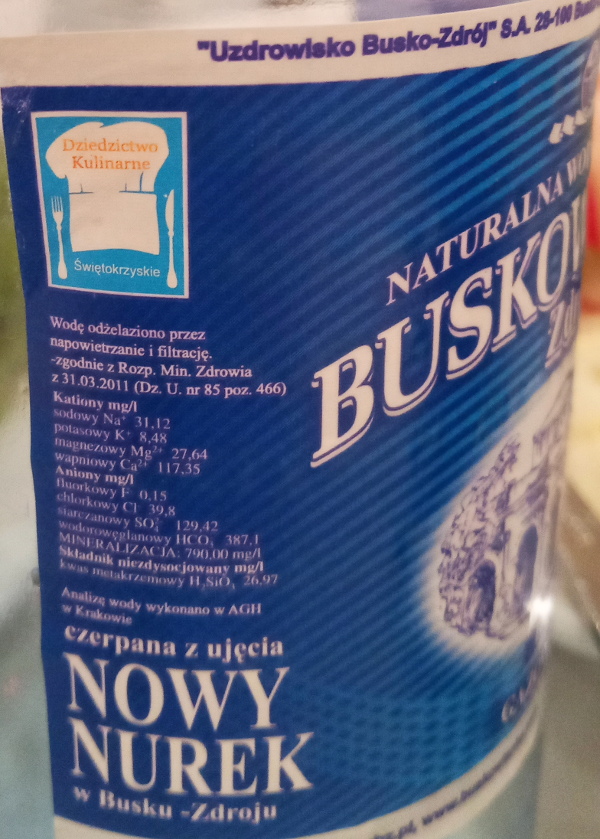 "Uzdrowisko Busko-Zdrój" S.A. 28-100
Dziedzictwo
Kulinarne
Świętokrzyskie
NATURALNA
BUSKO
Wodę odżelaziono przez
napowietrzanie i filtrację.
-zgodnie z Rozp. Min. Zdrowia
z 31.03.2011 (Dz. U. nr 85 poz. 466)
Kationy mg/l
sodowy Na⁺ 31,12
potasowy K⁺ 8,48
magnezowy Mg²⁺ 27,64
wapniowy Ca²⁺ 117,35
Aniony mg/l
fluorkowy F⁻ 0,15
chlorkowy Cl⁻ 39,8
siarczanowy SO₄²⁻ 129,42
wodorowęglanowy HCO₃⁻ 387,1
MINERALIZACJA: 790,00 mg/l
Składnik niezdysocjowany mg/l
kwas metakrzemowy H₂SiO₃ 26,97
Analizę wody wykonano w AGH
w Krakowie
czerpana z ujęcia
NOWY
NUREK
w Busku -Zdroju